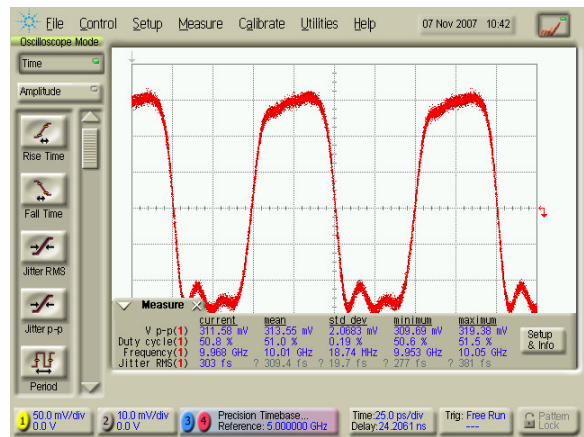 File Control Setup Measure Calibrate Utilities Help 07 Nov 2007 10:42
Oscilloscope Mode
Time
Amplitude
Rise Time
Fall Time
Jitter RMS
Jitter p-p
Period
Measure
current mean std dev minimum maximum
V p-p(1) 311.58 mV 313.55 mV 2.0683 mV 309.69 mV 319.38 mV
Duty cycle(1) 50.8 % 51.0 % 0.19 % 50.6 % 51.5 %
Frequency(1) 9.968 GHz 10.01 GHz 18.74 MHz 9.953 GHz 10.05 GHz
Jitter RMS(1) 303 fs ? 309.4 fs ? 19.7 fs ? 277 fs ? 381 fs
Setup
& Info
1 50.0 mV/div
0.0 V
2 10.0 mV/div
0.0 V
3 4 Precision Timebase...
Reference: 5.000000 GHz
Time:25.0 ps/div
Delay:24.2061 ns
Trig: Free Run
---
Pattern
Lock